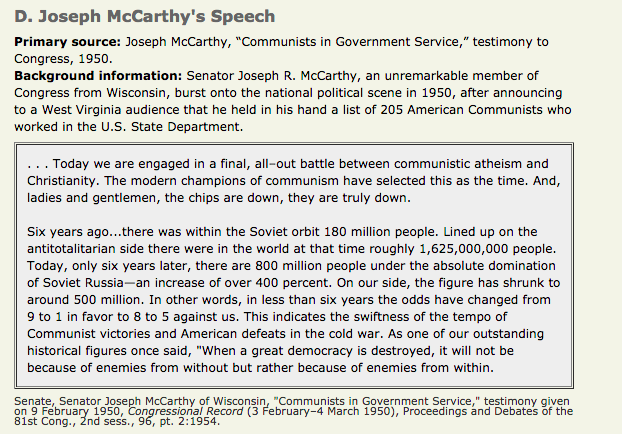 D. Joseph McCarthy's Speech
Primary source: Joseph McCarthy, “Communists in Government Service,” testimony to
Congress, 1950.
Background information: Senator Joseph R. McCarthy, an unremarkable member of
Congress from Wisconsin, burst onto the national political scene in 1950, after announcing
to a West Virginia audience that he held in his hand a list of 205 American Communists who
worked in the U.S. State Department.
. . . Today we are engaged in a final, all–out battle between communistic atheism and
Christianity. The modern champions of communism have selected this as the time. And,
ladies and gentlemen, the chips are down, they are truly down.
Six years ago...there was within the Soviet orbit 180 million people. Lined up on the
antitotalitarian side there were in the world at that time roughly 1,625,000,000 people.
Today, only six years later, there are 800 million people under the absolute domination
of Soviet Russia—an increase of over 400 percent. On our side, the figure has shrunk to
around 500 million. In other words, in less than six years the odds have changed from
9 to 1 in favor to 8 to 5 against us. This indicates the swiftness of the tempo of
Communist victories and American defeats in the cold war. As one of our outstanding
historical figures once said, "When a great democracy is destroyed, it will not be
because of enemies from without but rather because of enemies from within.
Senate, Senator Joseph McCarthy of Wisconsin, "Communists in Government Service," testimony given
on 9 February 1950, Congressional Record (3 February–4 March 1950), Proceedings and Debates of the
81st Cong., 2nd sess., 96, pt. 2:1954.